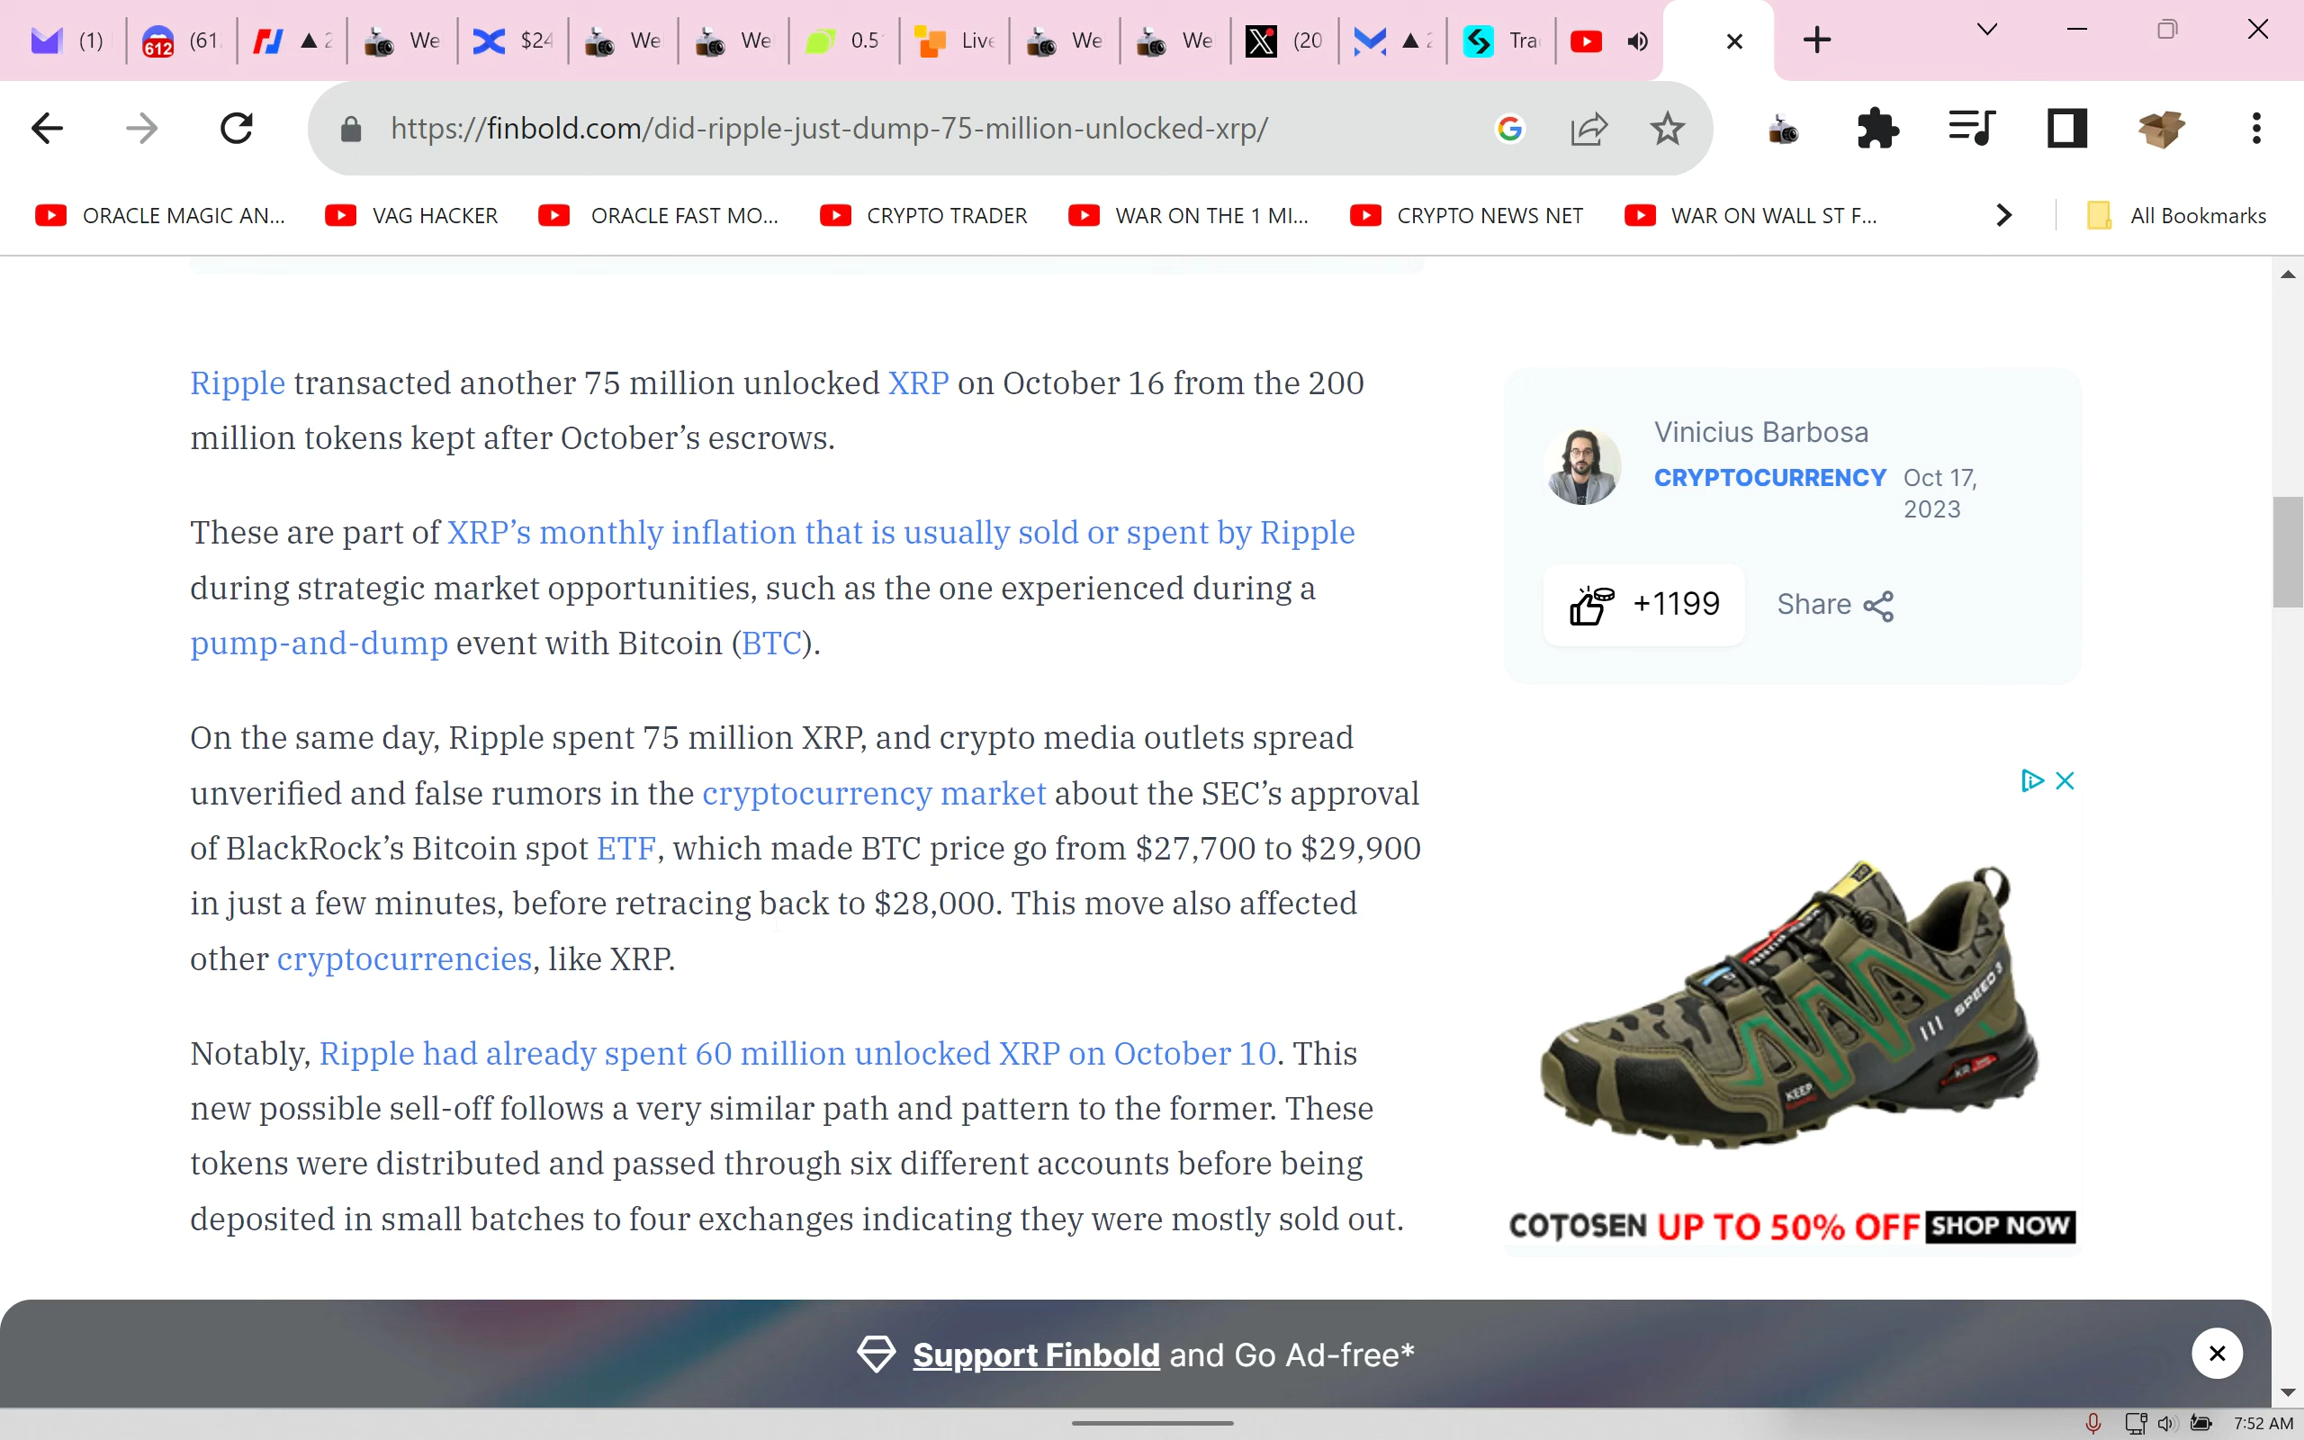 (1)
612
(61
We
$24
We
We
0.5
Live
We
We
(20
Tra
https://finbold.com/did-ripple-just-dump-75-million-unlocked-xrp/
ORACLE MAGIC AN...
VAG HACKER
ORACLE FAST MO...
CRYPTO TRADER
WAR ON THE 1 MI...
CRYPTO NEWS NET
WAR ON WALL ST F...
All Bookmarks
Ripple transacted another 75 million unlocked XRP on October 16 from the 200
million tokens kept after October’s escrows.
These are part of XRP’s monthly inflation that is usually sold or spent by Ripple
during strategic market opportunities, such as the one experienced during a
pump-and-dump event with Bitcoin (BTC).
On the same day, Ripple spent 75 million XRP, and crypto media outlets spread
unverified and false rumors in the cryptocurrency market about the SEC’s approval
of BlackRock’s Bitcoin spot ETF, which made BTC price go from $27,700 to $29,900
in just a few minutes, before retracing back to $28,000. This move also affected
other cryptocurrencies, like XRP.
Notably, Ripple had already spent 60 million unlocked XRP on October 10. This
new possible sell-off follows a very similar path and pattern to the former. These
tokens were distributed and passed through six different accounts before being
deposited in small batches to four exchanges indicating they were mostly sold out.
Vinicius Barbosa
CRYPTOCURRENCY Oct 17,
2023
+1199
Share
SPEED 3
KEEP
XR
COTOSEN UP TO 50% OFF SHOP NOW
Support Finbold and Go Ad-free*
7:52 AM